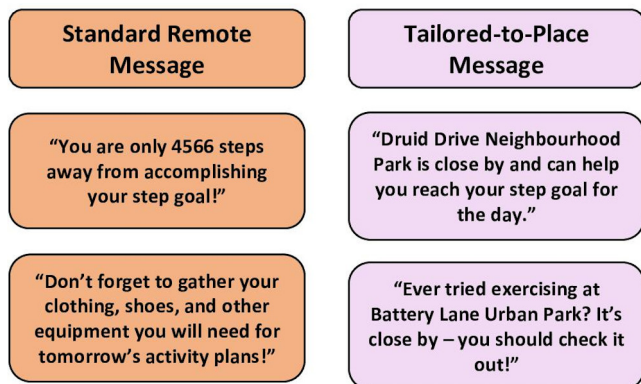 Standard Remote
Message
Tailored-to-Place
Message
“You are only 4566 steps
away from accomplishing
your step goal!”
“Druid Drive Neighbourhood
Park is close by and can help
you reach your step goal for
the day.”
“Don’t forget to gather your
clothing, shoes, and other
equipment you will need for
tomorrow’s activity plans!”
“Ever tried exercising at
Battery Lane Urban Park? It’s
close by – you should check it
out!”